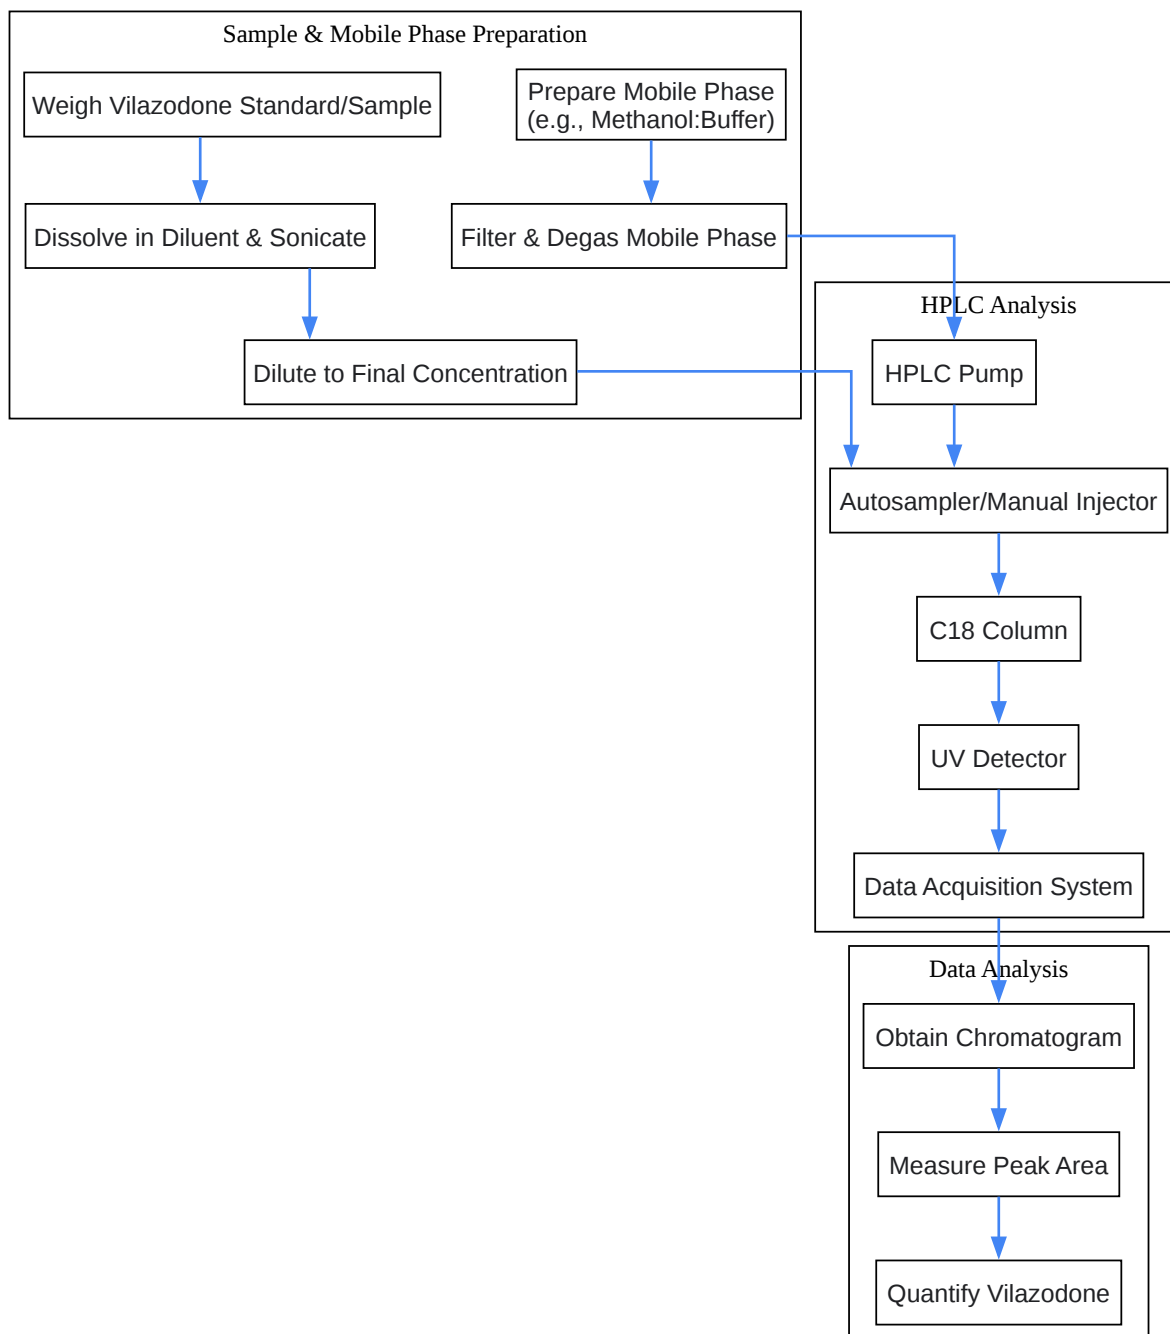 Sample & Mobile Phase Preparation
Weigh Vilazodone Standard/Sample
Prepare Mobile Phase
(e.g., Methanol:Buffer)
Dissolve in Diluent & Sonicate
Filter & Degas Mobile Phase
Dilute to Final Concentration
HPLC Analysis
HPLC Pump
Autosampler/Manual Injector
C18 Column
UV Detector
Data Acquisition System
Data Analysis
Obtain Chromatogram
Measure Peak Area
Quantify Vilazodone